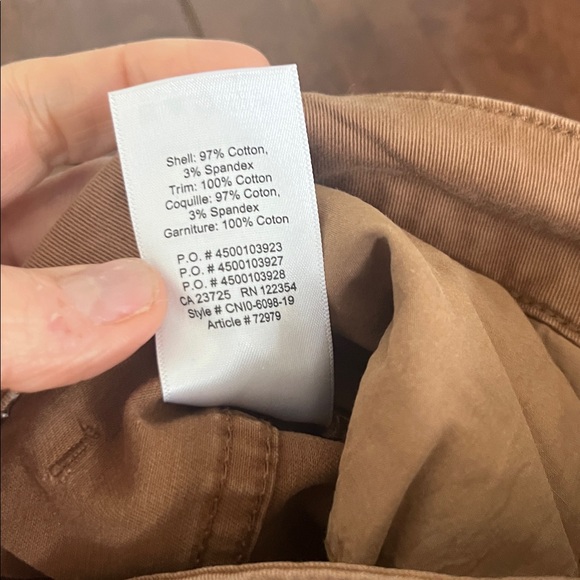 Shell: 97% Cotton,
3% Spandex
Trim: 100% Cotton
Coquille: 97% Coton,
3% Spandex
Garniture: 100% Coton
P.O. # 4500103923
P.O. # 4500103927
P.O. # 4500103928
CA 23725 RN 122354
Style # CNI0-6098-19
Article # 72979